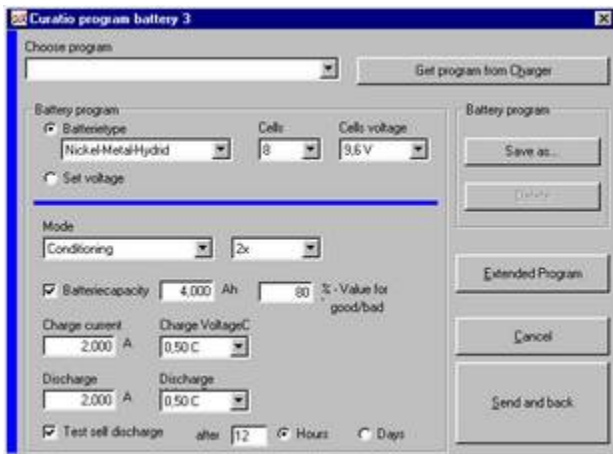 Curatio program battery 3
Choose program
Get program from Charger
Battery program
Batterietype
Cells
Cells voltage
Nickel-Metal-Hydrid
8
9,6 V
Set voltage
Battery program
Save as...
Delete
Mode
Conditioning
2x
Batteriecapacity
4,000
Ah
80
% - Value for
good/bad
Extended Program
Charge current
Charge VoltageC
2,000
A
0,50 C
Cancel
Discharge
Discharge
2,000
A
0,50 C
Send and back
Test sell discharge
after
12
Hours
Days